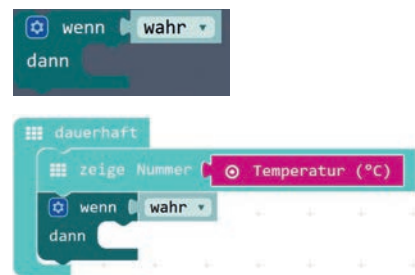 wenn wahr
dann
dauerhaft
zeige Nummer Temperatur (°C)
wenn wahr
dann